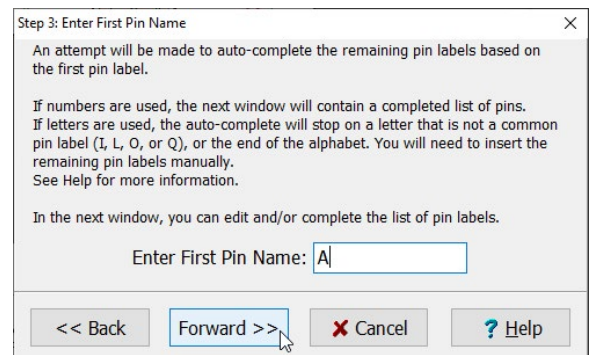 Step 3: Enter First Pin Name
An attempt will be made to auto-complete the remaining pin labels based on
the first pin label.
If numbers are used, the next window will contain a completed list of pins.
If letters are used, the auto-complete will stop on a letter that is not a common
pin label (I, L, O, or Q), or the end of the alphabet. You will need to insert the
remaining pin labels manually.
See Help for more information.
In the next window, you can edit and/or complete the list of pin labels.
Enter First Pin Name: A
<< Back Forward >> Cancel ? Help